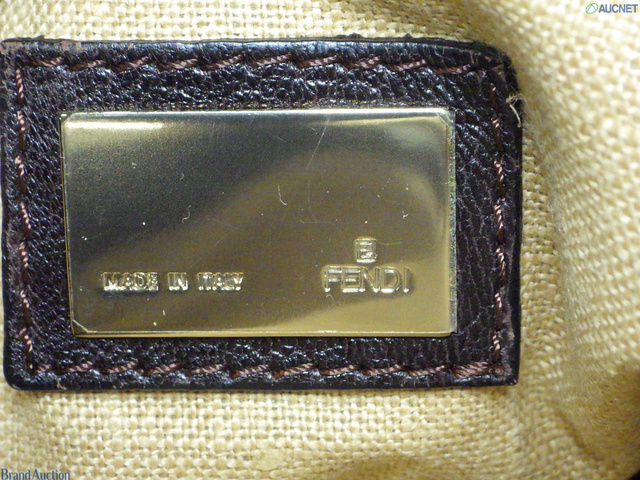 AUCNET
FENDI
MADE IN ITALY
Brand Auction